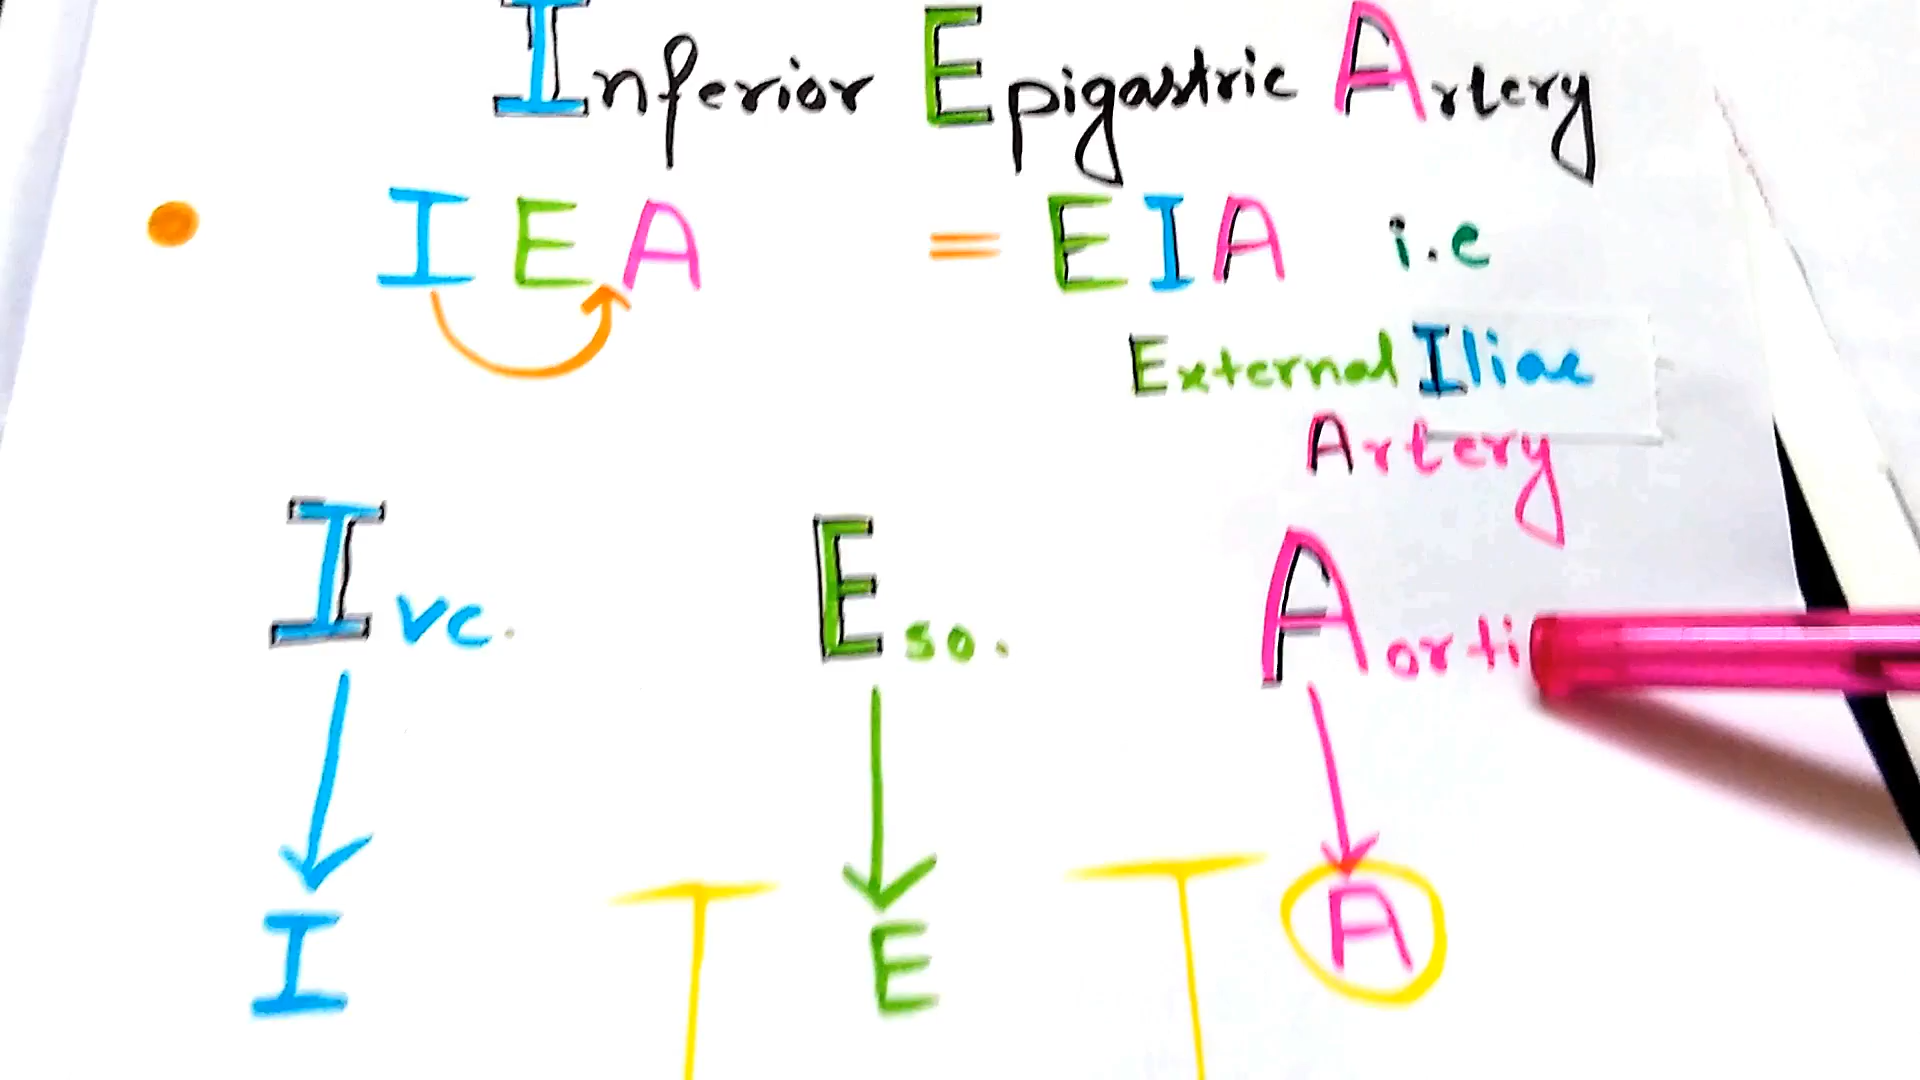 Inferior Epigastric Artery
IEA = EIA i.e
External Iliac
Artery
Ivc. Eso. Aorti
I T E T A